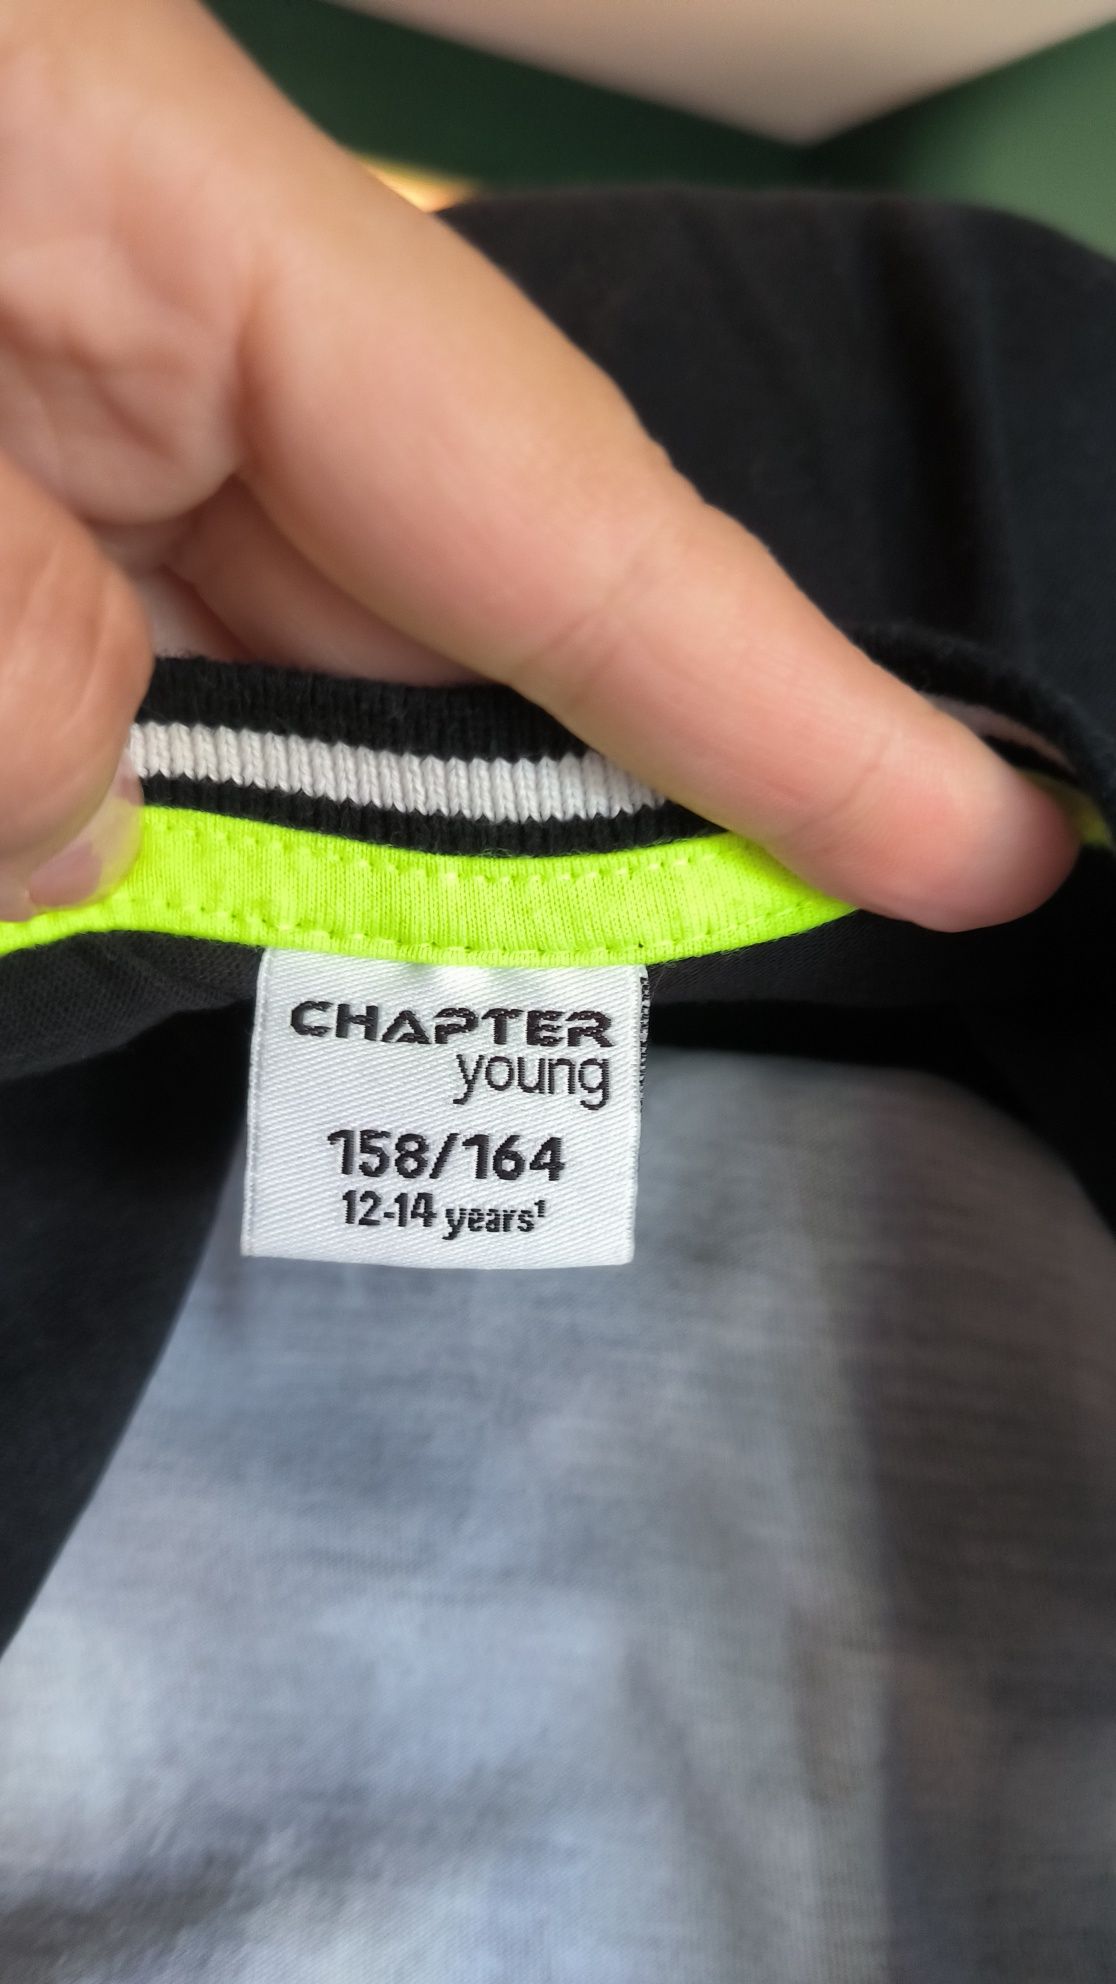 CHAPTER
young
158/164
12-14 years¹